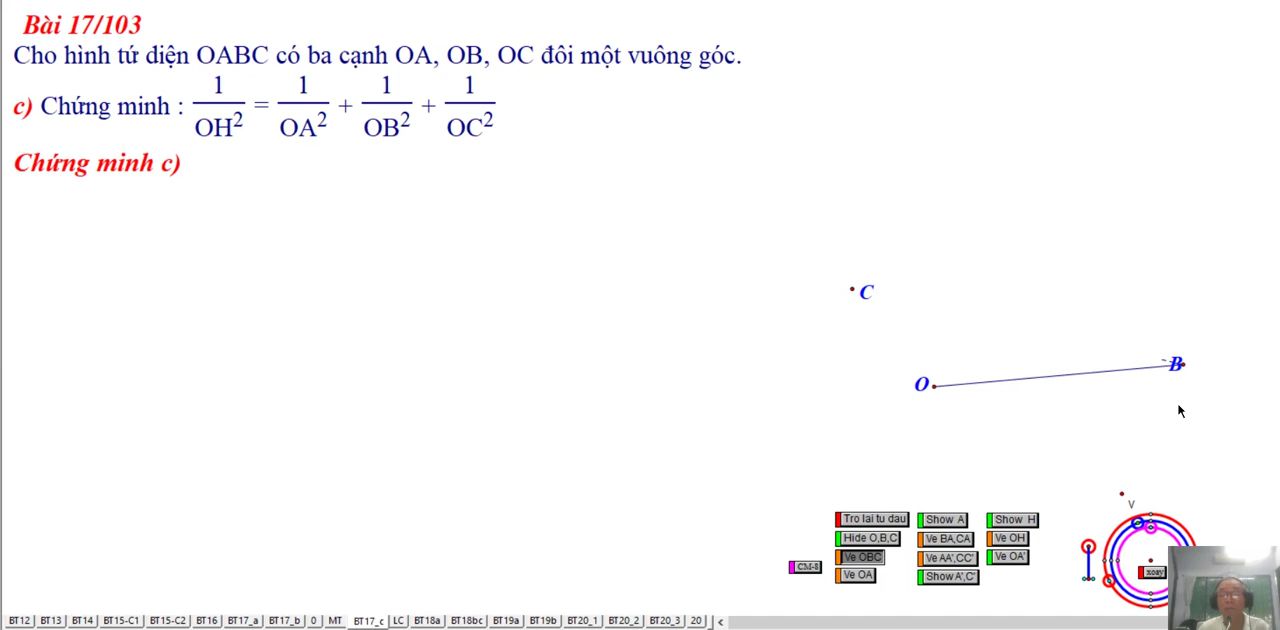 Bài 17/103
Cho hình tứ diện OABC có ba cạnh OA, OB, OC đôi một vuông góc.
c) Chứng minh : 1/OH² = 1/OA² + 1/OB² + 1/OC²
Chứng minh c)
C
B
O
V
Tro lai tu dau Show A Show H
Hide O,B,C Ve BA,CA Ve OH
CM-8 Ve OBC Ve AA',CC' Ve OA'
Ve OA Show A',C'
xoay
BT12 BT13 BT14 BT15-C1 BT15-C2 BT16 BT17_a BT17_b 0 MT BT17_c LC BT18a BT18bc BT19a BT19b BT20_1 BT20_2 BT20_3 20 <